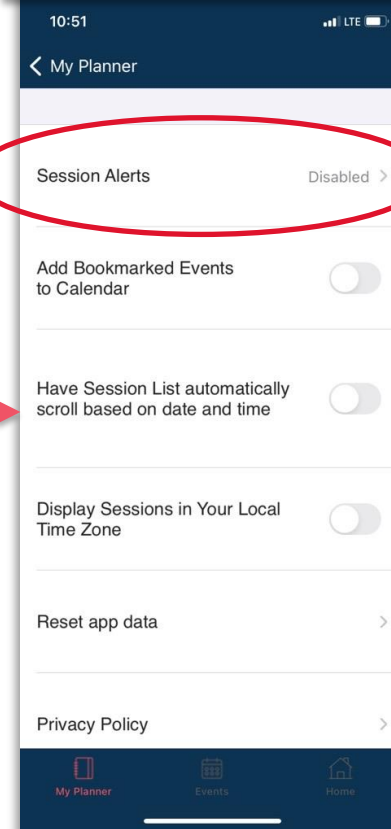 10:51
LTE
My Planner
Session Alerts
Disabled
Add Bookmarked Events
to Calendar
Have Session List automatically
scroll based on date and time
Display Sessions in Your Local
Time Zone
Reset app data
Privacy Policy
My Planner
Events
Home